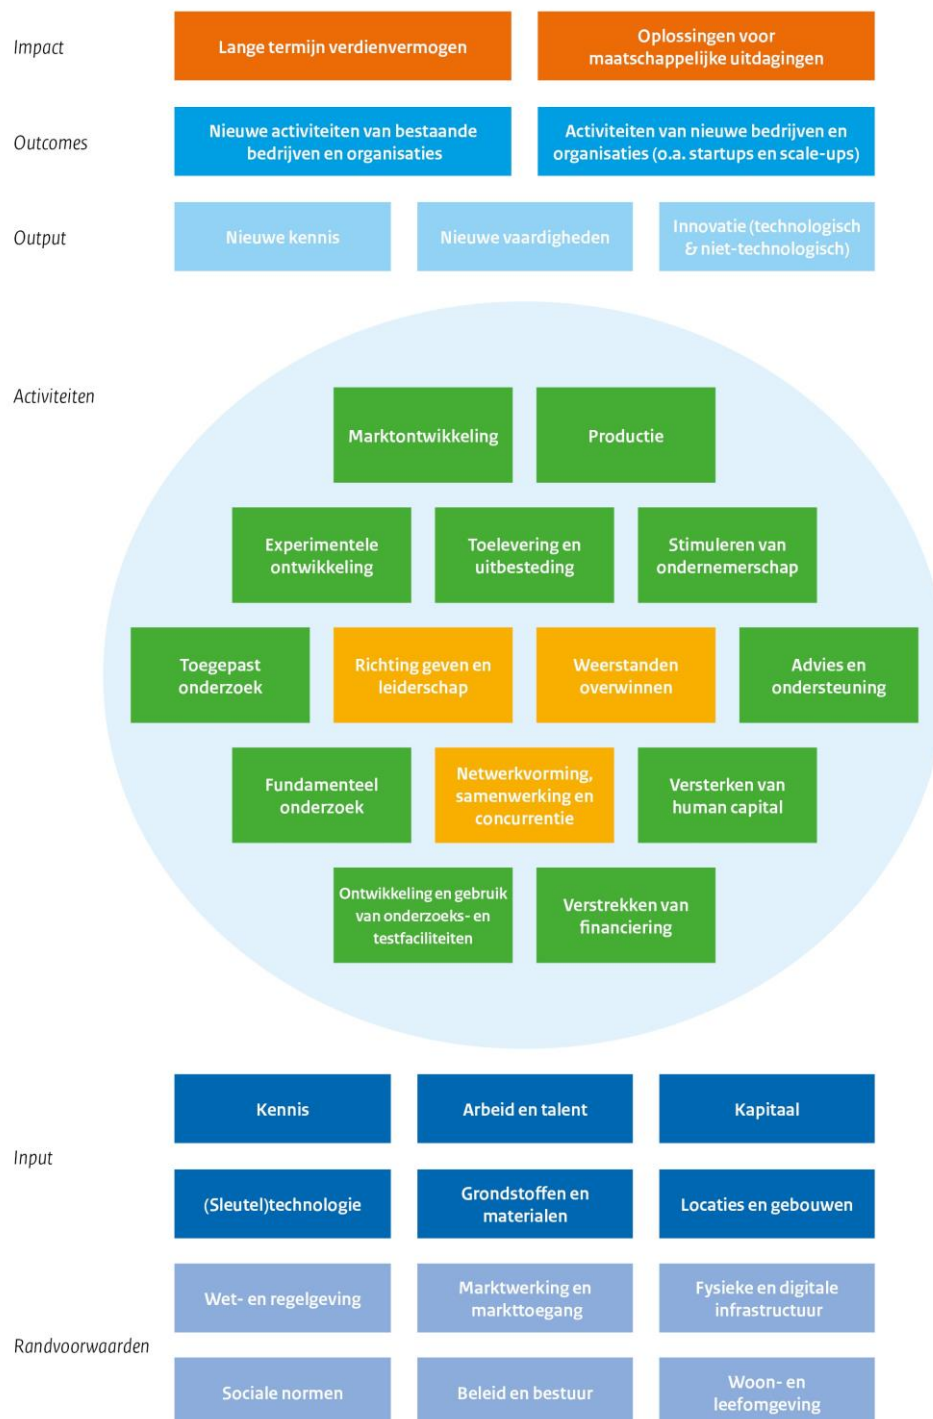 Impact
Lange termijn verdienvermogen
Oplossingen voor
maatschappelijke uitdagingen
Outcomes
Nieuwe activiteiten van bestaande
bedrijven en organisaties
Activiteiten van nieuwe bedrijven en
organisaties (o.a. startups en scale-ups)
Output
Nieuwe kennis
Nieuwe vaardigheden
Innovatie (technologisch
& niet-technologisch)
Activiteiten
Marktontwikkeling
Productie
Experimentele
ontwikkeling
Toelevering en
uitbesteding
Stimuleren van
ondernemerschap
Toegepast
onderzoek
Richting geven en
leiderschap
Weerstanden
overwinnen
Advies en
ondersteuning
Fundamenteel
onderzoek
Netwerkvorming,
samenwerking en
concurrentie
Versterken van
human capital
Ontwikkeling en gebruik
van onderzoeks- en
testfaciliteiten
Verstrekken van
financiering
Input
Kennis
Arbeid en talent
Kapitaal
(Sleutel)technologie
Grondstoffen en
materialen
Locaties en gebouwen
Randvoorwaarden
Wet- en regelgeving
Marktwerking en
markttoegang
Fysieke en digitale
infrastructuur
Sociale normen
Beleid en bestuur
Woon- en
leefomgeving